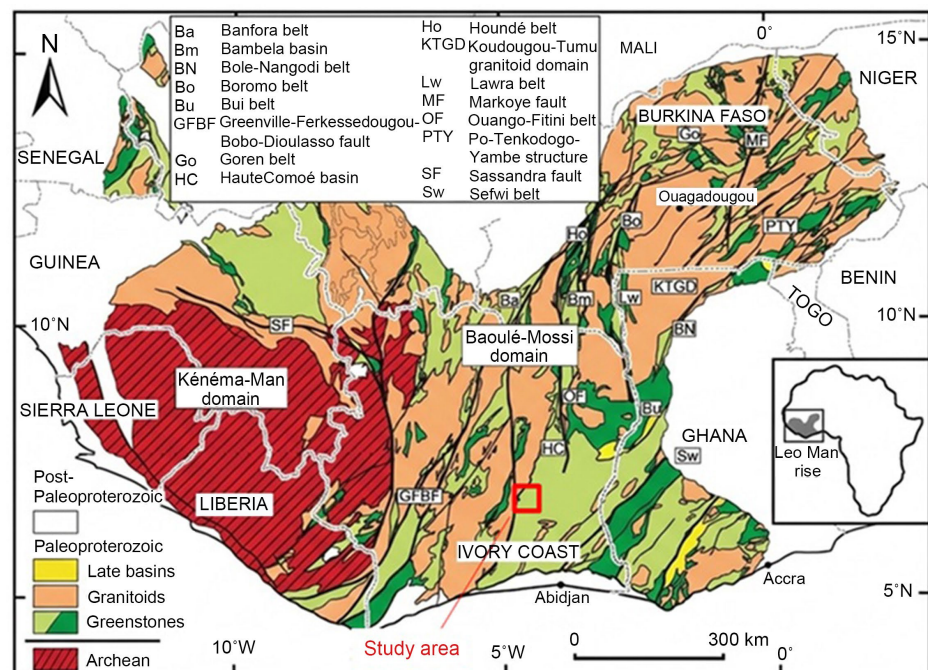 N
Ba Banfora belt
Bm Bambela basin
BN Bole-Nangodi belt
Bo Boromo belt
Bu Bui belt
GFBF Greenville-Ferkessedougou-
Bobo-Dioulasso fault
Go Goren belt
HC HauteComoé basin
Ho Houndé belt
KTGD Koudougou-Tumu
granitoid domain
Lw Lawra belt
MF Markoye fault
OF Ouango-Fitini belt
PTY Po-Tenkodogo-
Yambe structure
SF Sassandra fault
Sw Sefwi belt
0°
15°N
MALI
NIGER
BURKINA FASO
Go
MF
SENEGAL
Ouagadougou
Bo
Ho
PTY
GUINEA
BENIN
KTGD
Ba
Bm
Lw
TOGO
10°N
10°N
SF
BN
Baoulé-Mossi
domain
Kénéma-Man
domain
OF
SIERRA LEONE
Bu
GHANA
HC
Sw
Leo Man
rise
LIBERIA
GFBF
IVORY COAST
Abidjan
Accra
5°N
Study area
Post-
Paleoproterozoic
Paleoproterozoic
Late basins
Granitoids
Greenstones
Archean
0 300 km
10°W
5°W
0°